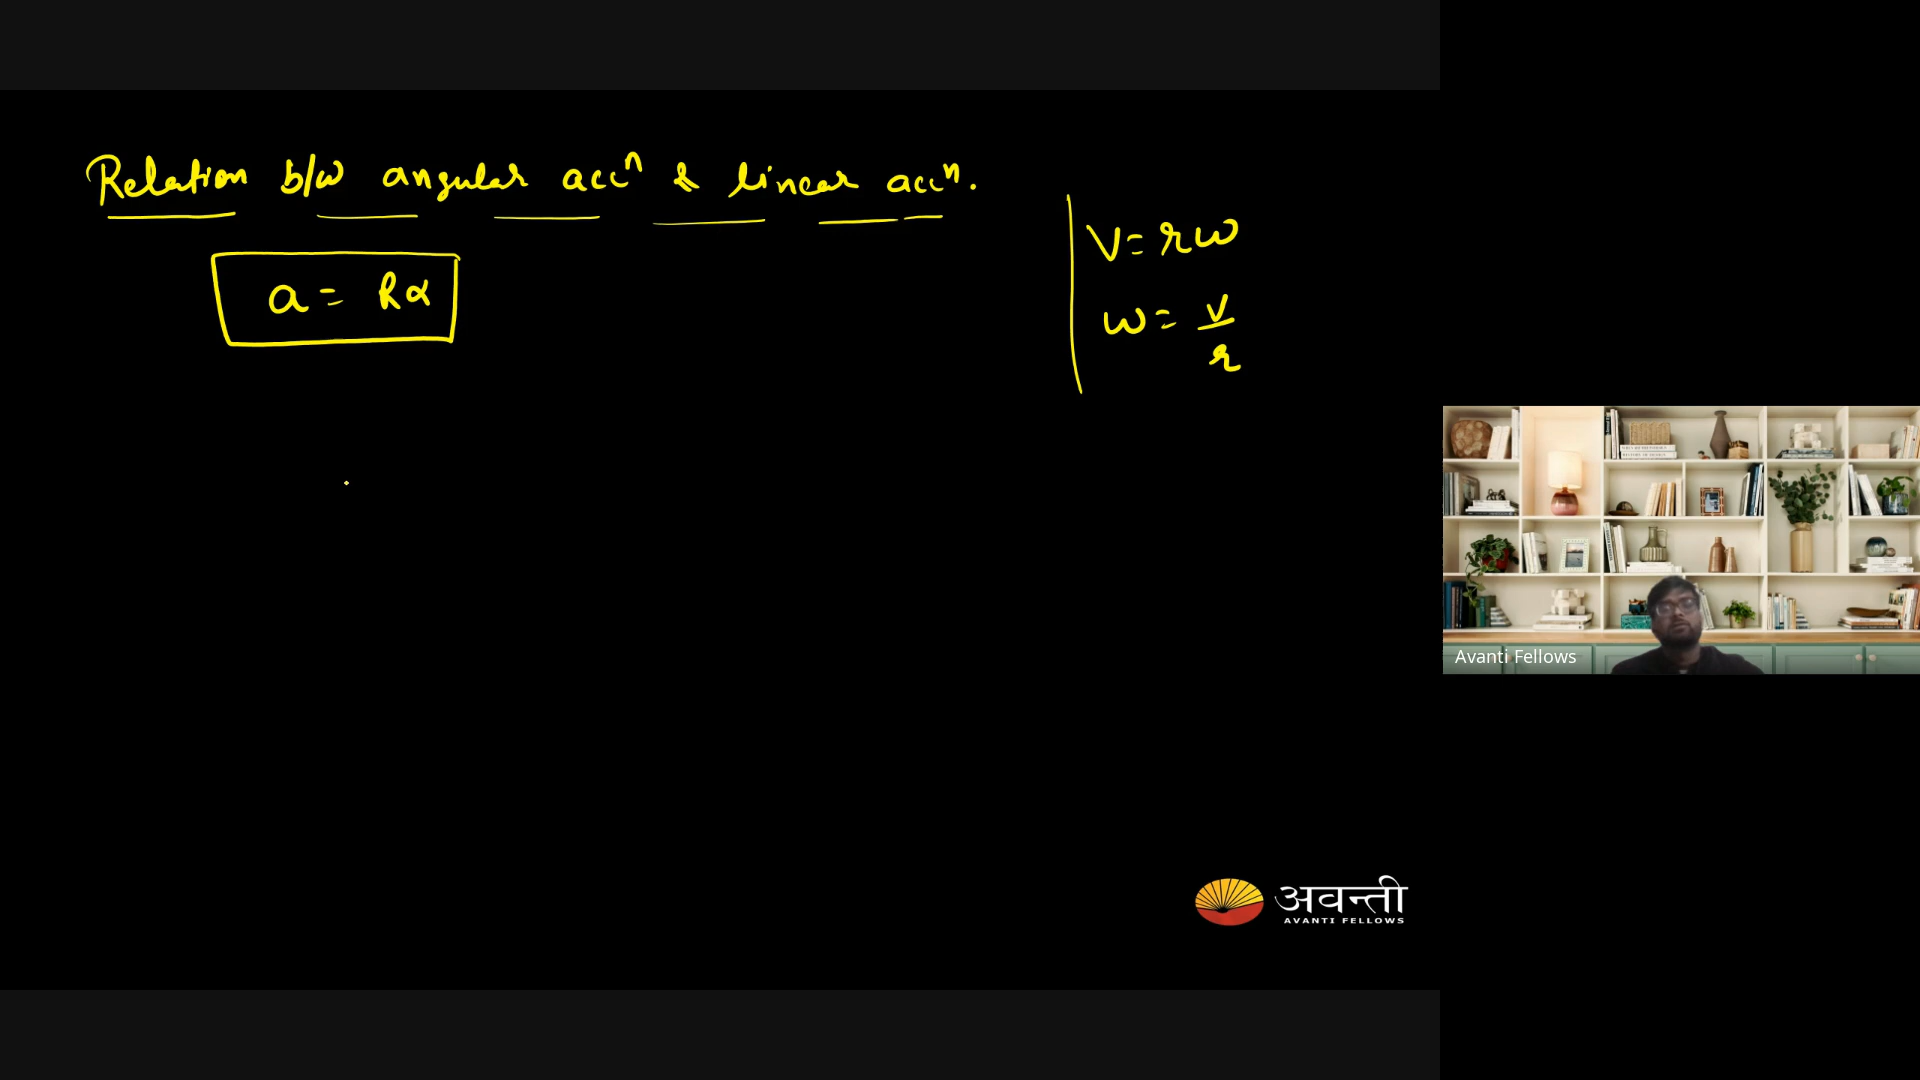 Relation b/w angular accⁿ & linear accⁿ.
a = Rα
V = rω
ω = v/r
Avanti Fellows
अवन्ती
AVANTI FELLOWS